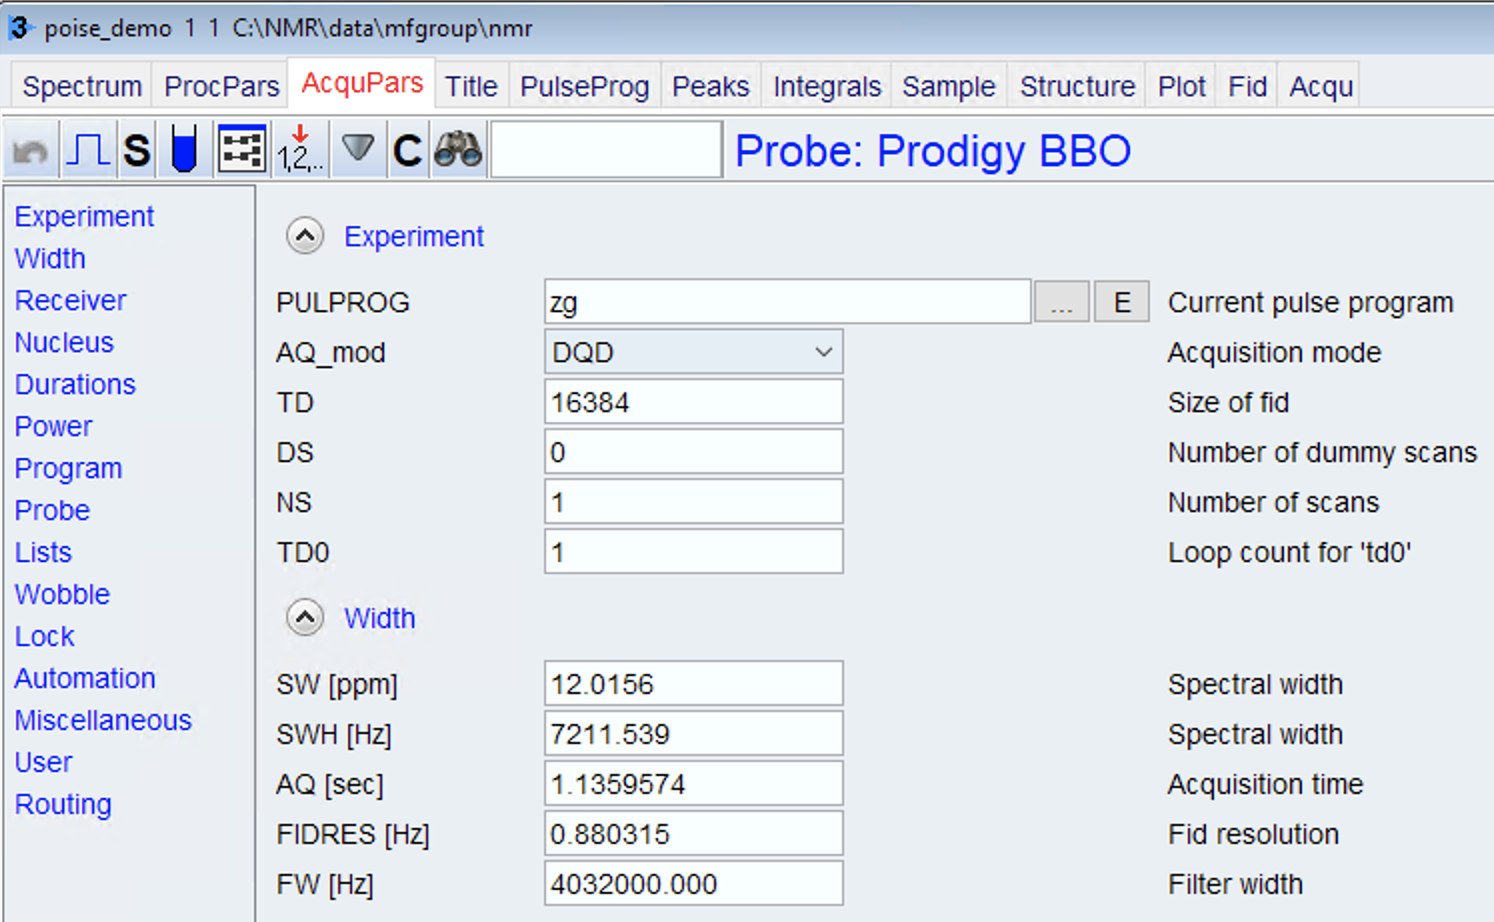 poise_demo 1 1 C:\NMR\data\mfgroup\nmr
Spectrum ProcPars AcquPars Title PulseProg Peaks Integrals Sample Structure Plot Fid Acqu
S 1,2,.. C Probe: Prodigy BBO
Experiment
Width
Receiver
Nucleus
Durations
Power
Program
Probe
Lists
Wobble
Lock
Automation
Miscellaneous
User
Routing
Experiment
PULPROG zg ... E Current pulse program
AQ_mod DQD Acquisition mode
TD 16384 Size of fid
DS 0 Number of dummy scans
NS 1 Number of scans
TD0 1 Loop count for 'td0'
Width
SW [ppm] 12.0156 Spectral width
SWH [Hz] 7211.539 Spectral width
AQ [sec] 1.1359574 Acquisition time
FIDRES [Hz] 0.880315 Fid resolution
FW [Hz] 4032000.000 Filter width